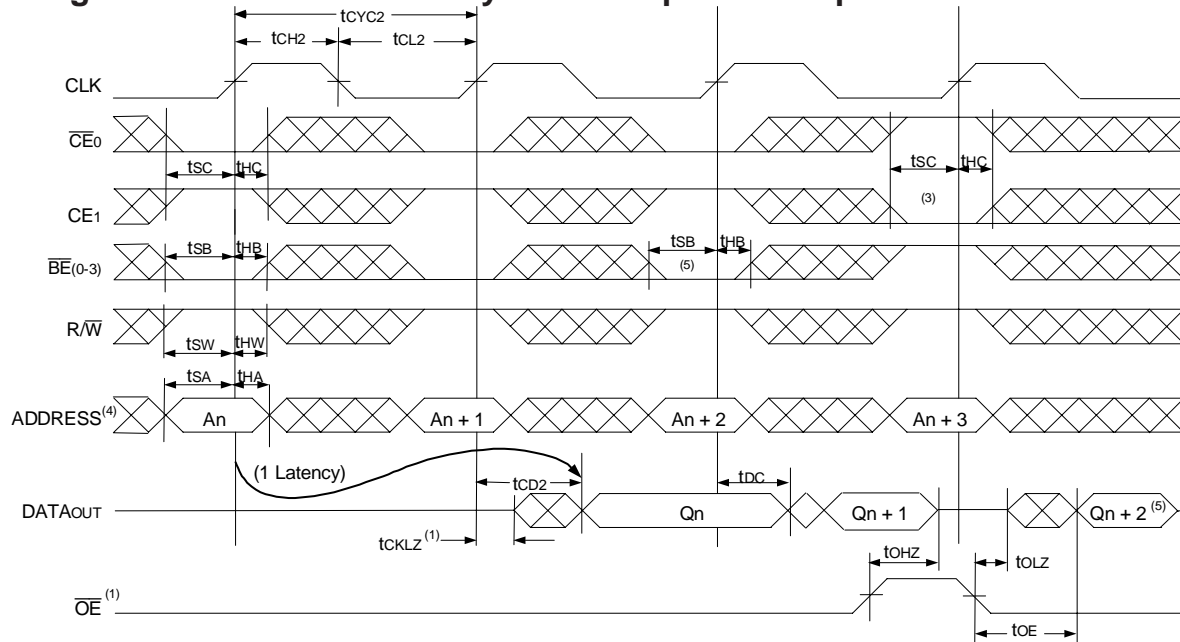 tCYC2
tCH2 tCL2
CLK
CE0
tSC tHC tSC tHC
CE1 (3)
tSB tHB tSB tHB
BE(0-3) (5)
R/W
tSW tHW
tSA tHA
ADDRESS(4) An An + 1 An + 2 An + 3
(1 Latency) tCD2 tDC
DATAOUT Qn Qn + 1 Qn + 2 (5)
tCKLZ (1) tOHZ tOLZ
OE (1)
tOE